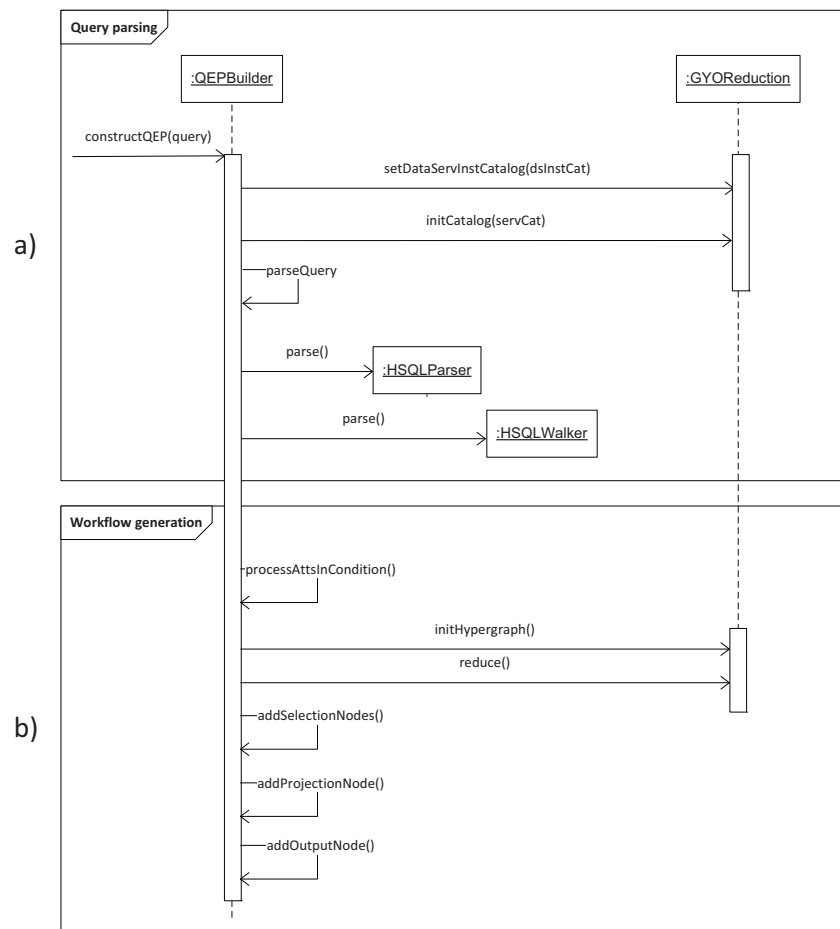 Query parsing
:QEPBuilder
:GYOReduction
constructQEP(query)
setDataServInstCatalog(dsInstCat)
initCatalog(servCat)
a)
parseQuery
parse()
:HSQLParser
parse()
:HSQLWalker
Workflow generation
processAttsInCondition()
initHypergraph()
reduce()
addSelectionNodes()
b)
addProjectionNode()
addOutputNode()